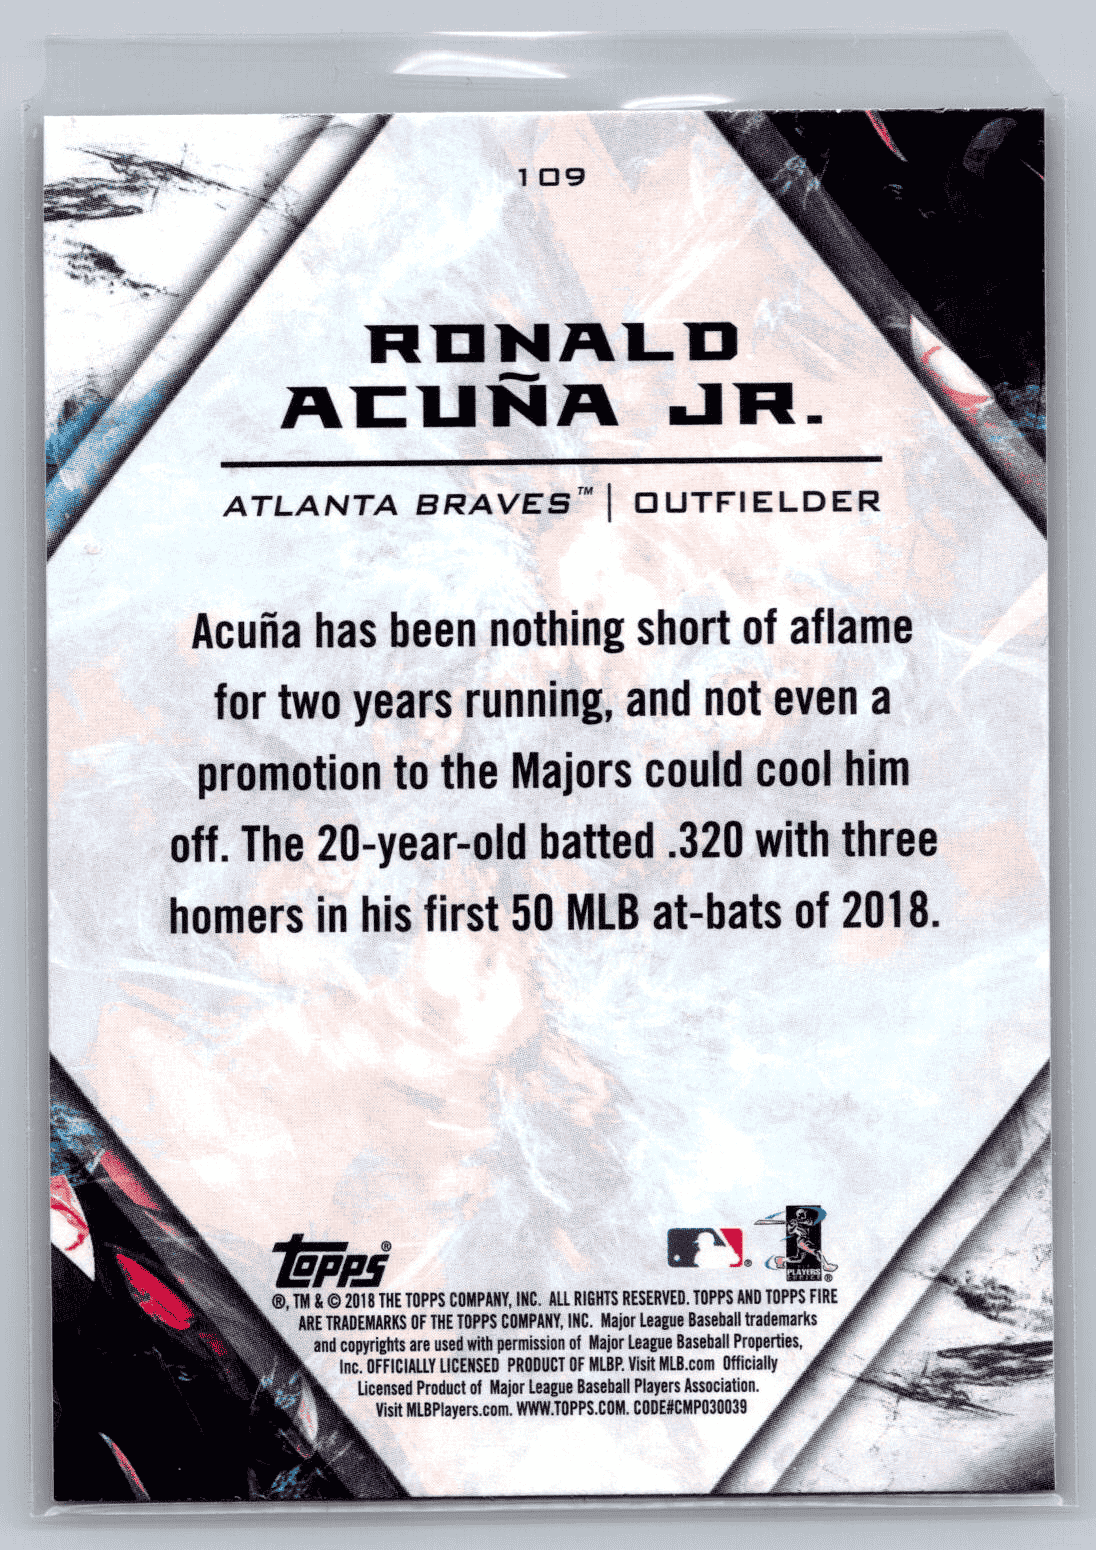 109
RONALD
ACUÑA JR.
ATLANTA BRAVES™ | OUTFIELDER
Acuña has been nothing short of aflame
for two years running, and not even a
promotion to the Majors could cool him
off. The 20-year-old batted .320 with three
homers in his first 50 MLB at-bats of 2018.
topps®
®
PLAYERS
CHOICE ®
®, TM & © 2018 THE TOPPS COMPANY, INC. ALL RIGHTS RESERVED. TOPPS AND TOPPS FIRE
ARE TRADEMARKS OF THE TOPPS COMPANY, INC. Major League Baseball trademarks
and copyrights are used with permission of Major League Baseball Properties,
Inc. OFFICIALLY LICENSED PRODUCT OF MLBP. Visit MLB.com Officially
Licensed Product of Major League Baseball Players Association.
Visit MLBPlayers.com. WWW.TOPPS.COM. CODE#CMP030039